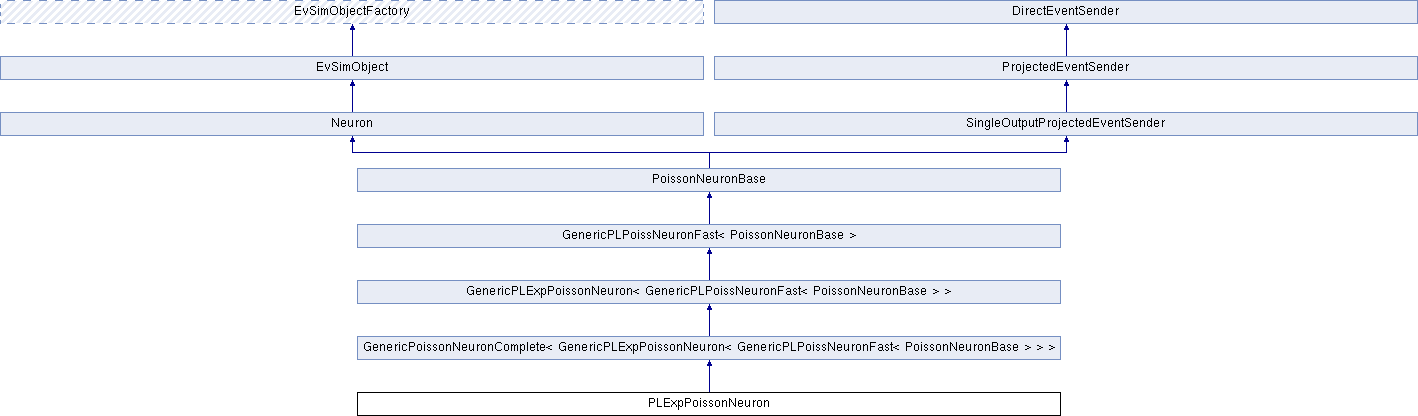 EvSimObjectFactory
DirectEventSender
EvSimObject
ProjectedEventSender
Neuron
SingleOutputProjectedEventSender
PoissonNeuronBase
GenericPLPoissNeuronFast< PoissonNeuronBase >
GenericPLExpPoissonNeuron< GenericPLPoissNeuronFast< PoissonNeuronBase > >
GenericPoissonNeuronComplete< GenericPLExpPoissonNeuron< GenericPLPoissNeuronFast< PoissonNeuronBase > > >
PLExpPoissonNeuron